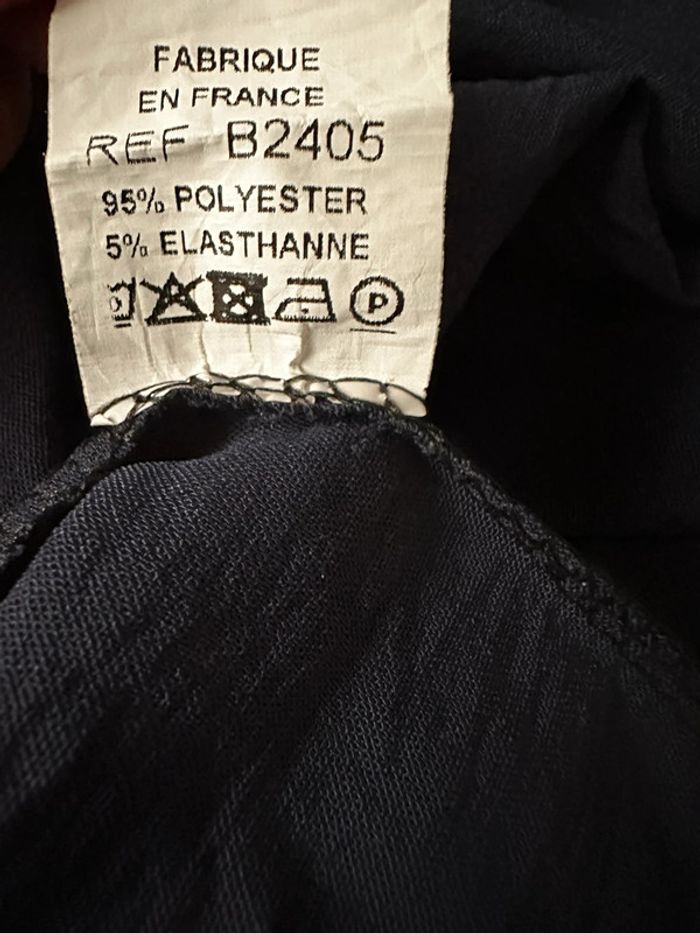 FABRIQUE
EN FRANCE
REF B2405
95% POLYESTER
5% ELASTHANNE
P